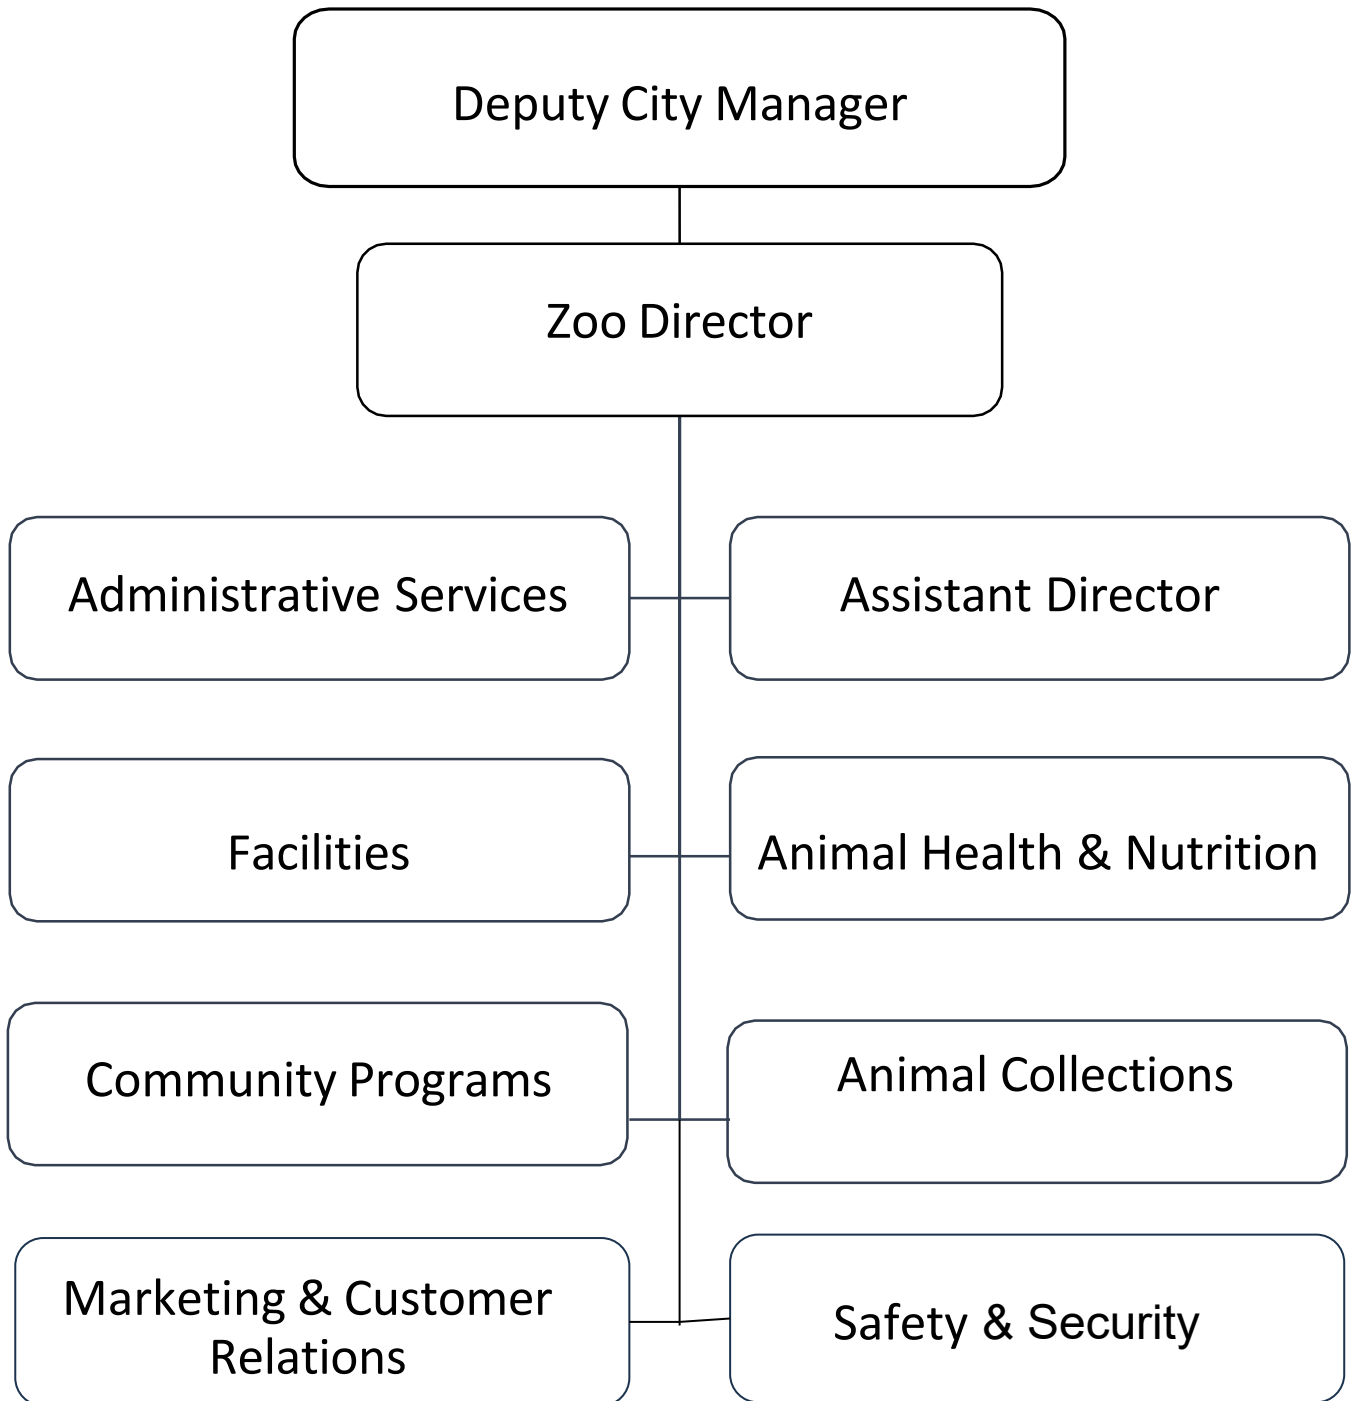 Deputy City Manager
Zoo Director
Administrative Services
Assistant Director
Facilities
Animal Health & Nutrition
Community Programs
Animal Collections
Marketing & Customer
Relations
Safety & Security